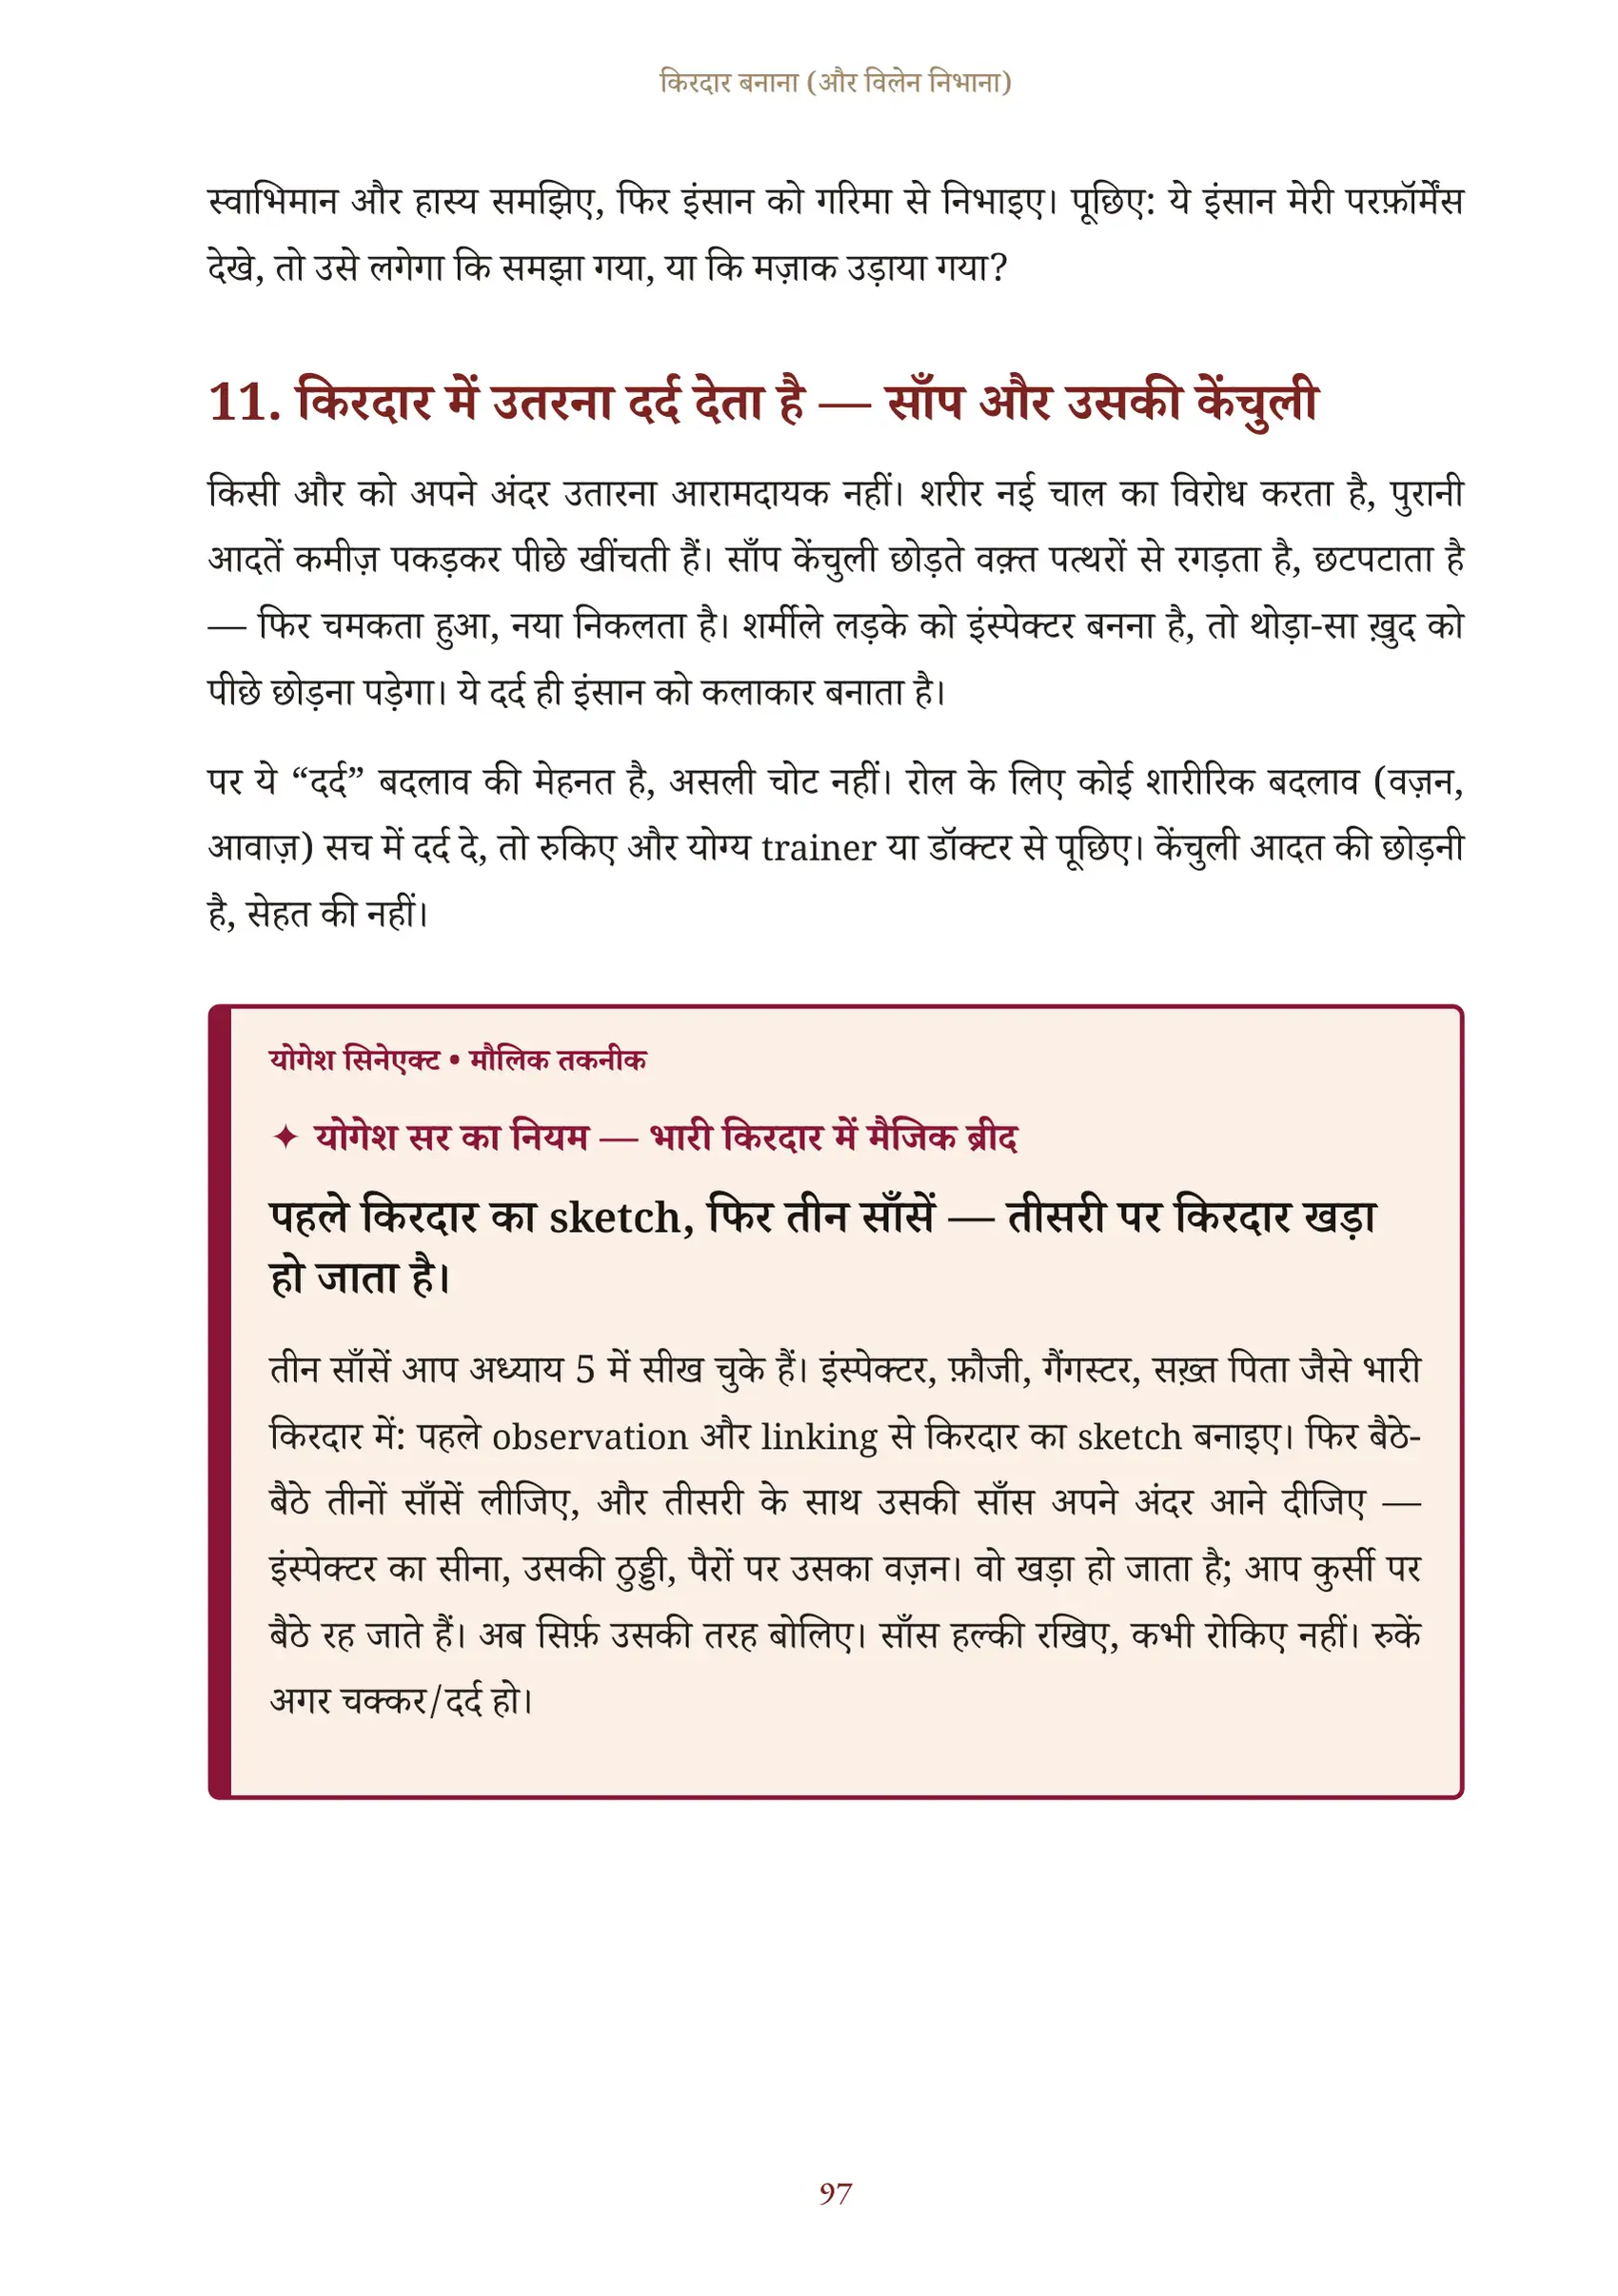 किरदार बनाना (और विलेन निभाना)
स्वाभिमान और हास्य समझिए, फिर इंसान को गरिमा से निभाइए। पूछिए: ये इंसान मेरी परफ़ॉर्मेंस
देखे, तो उसे लगेगा कि समझा गया, या कि मज़ाक उड़ाया गया?
11. किरदार में उतरना दर्द देता है — साँप और उसकी केंचुली
किसी और को अपने अंदर उतारना आरामदायक नहीं। शरीर नई चाल का विरोध करता है, पुरानी
आदतें कमीज़ पकड़कर पीछे खींचती हैं। साँप केंचुली छोड़ते वक़्त पत्थरों से रगड़ता है, छटपटाता है
— फिर चमकता हुआ, नया निकलता है। शर्मीले लड़के को इंस्पेक्टर बनना है, तो थोड़ा-सा ख़ुद को
पीछे छोड़ना पड़ेगा। ये दर्द ही इंसान को कलाकार बनाता है।
पर ये “दर्द” बदलाव की मेहनत है, असली चोट नहीं। रोल के लिए कोई शारीरिक बदलाव (वज़न,
आवाज़) सच में दर्द दे, तो रुकिए और योग्य trainer या डॉक्टर से पूछिए। केंचुली आदत की छोड़नी
है, सेहत की नहीं।
योगेश सिनेएक्ट • मौलिक तकनीक
✦ योगेश सर का नियम — भारी किरदार में मैजिक ब्रीद
पहले किरदार का sketch, फिर तीन साँसें — तीसरी पर किरदार खड़ा
हो जाता है।
तीन साँसें आप अध्याय 5 में सीख चुके हैं। इंस्पेक्टर, फ़ौजी, गैंगस्टर, सख़्त पिता जैसे भारी
किरदार में: पहले observation और linking से किरदार का sketch बनाइए। फिर बैठे-
बैठे तीनों साँसें लीजिए, और तीसरी के साथ उसकी साँस अपने अंदर आने दीजिए —
इंस्पेक्टर का सीना, उसकी ठुड्डी, पैरों पर उसका वज़न। वो खड़ा हो जाता है; आप कुर्सी पर
बैठे रह जाते हैं। अब सिर्फ़ उसकी तरह बोलिए। साँस हल्की रखिए, कभी रोकिए नहीं। रुकें
अगर चक्कर/दर्द हो।
97